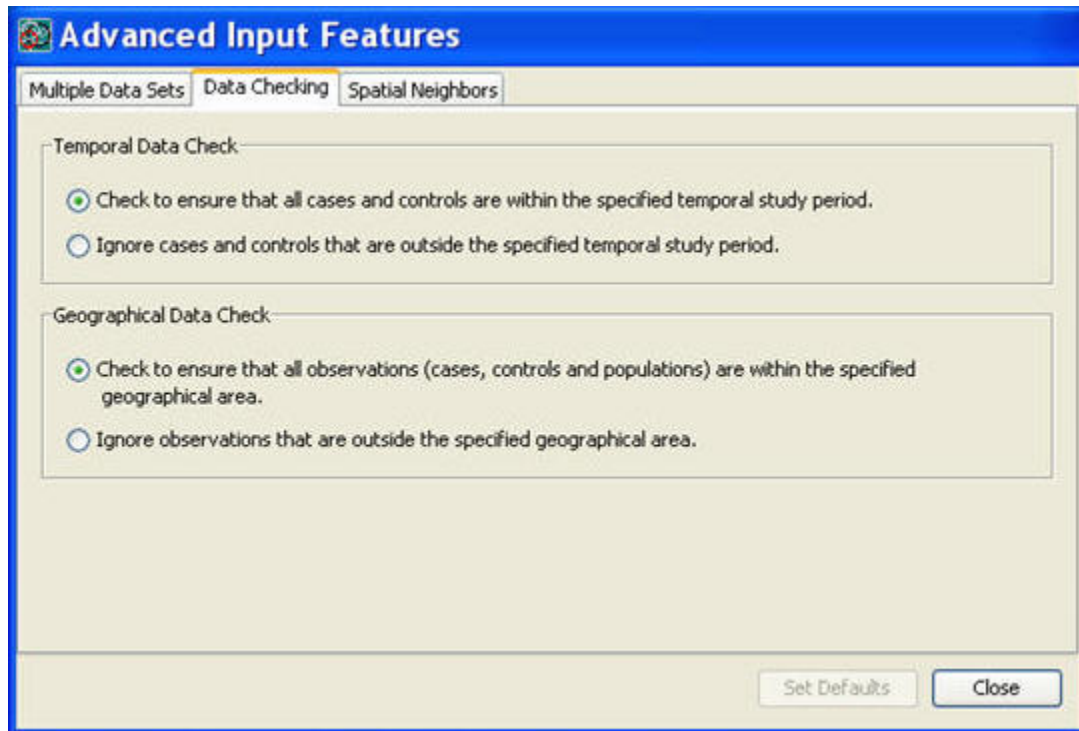 Advanced Input Features
Multiple Data Sets
Data Checking
Spatial Neighbors
Temporal Data Check
Check to ensure that all cases and controls are within the specified temporal study period.
Ignore cases and controls that are outside the specified temporal study period.
Geographical Data Check
Check to ensure that all observations (cases, controls and populations) are within the specified
geographical area.
Ignore observations that are outside the specified geographical area.
Set Defaults
Close